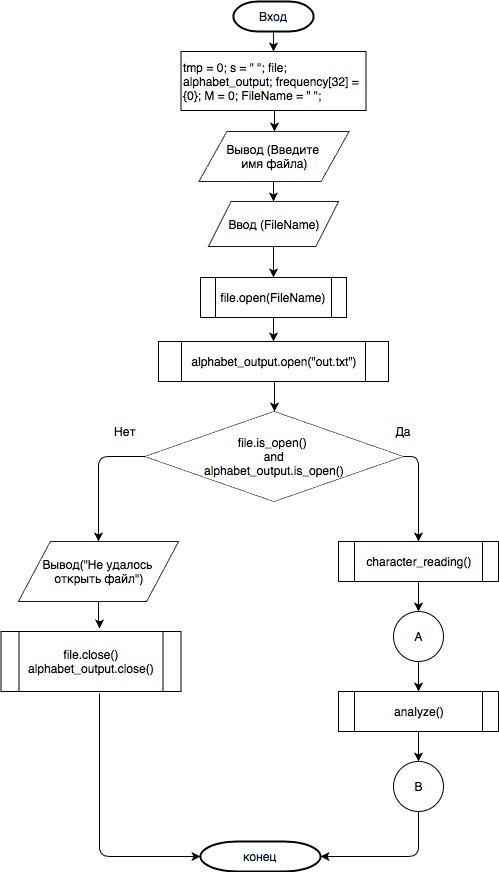 Вход
tmp = 0; s = " "; file;
alphabet_output; frequency[32] =
{0}; M = 0; FileName = " ";
Вывод (Введите
имя файла)
Ввод (FileName)
file.open(FileName)
alphabet_output.open("out.txt")
Нет
Да
file.is_open()
and
alphabet_output.is_open()
Вывод("Не удалось
открыть файл")
character_reading()
A
file.close()
alphabet_output.close()
analyze()
B
конец